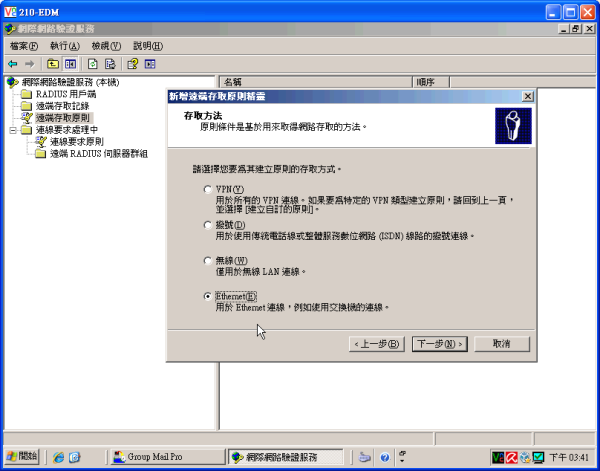 210-EDM
網際網路驗證服務
檔案(F) 執行(A) 檢視(V) 說明(H)
網際網路驗證服務 (本機)
RADIUS 用戶端
遠端存取記錄
遠端存取原則
連線要求處理中
連線要求原則
遠端 RADIUS 伺服器群組
名稱 順序
新增遠端存取原則精靈
存取方法
原則條件是基於用來取得網路存取的方法。
請選擇您要為其建立原則的存取方式。
VPN(V)
用於所有的 VPN 連線。如果要為特定的 VPN 類型建立原則，請回到上一頁，
並選擇 [建立自訂的原則]。
撥號(D)
用於使用傳統電話線或整體服務數位網路 (ISDN) 線路的撥號連線。
無線(W)
僅用於無線 LAN 連線。
Ethernet(E)
用於 Ethernet 連線，例如使用交換機的連線。
< 上一步(B) 下一步(N) > 取消
開始 Group Mail Pro 網際網路驗證服務 下午 03:41